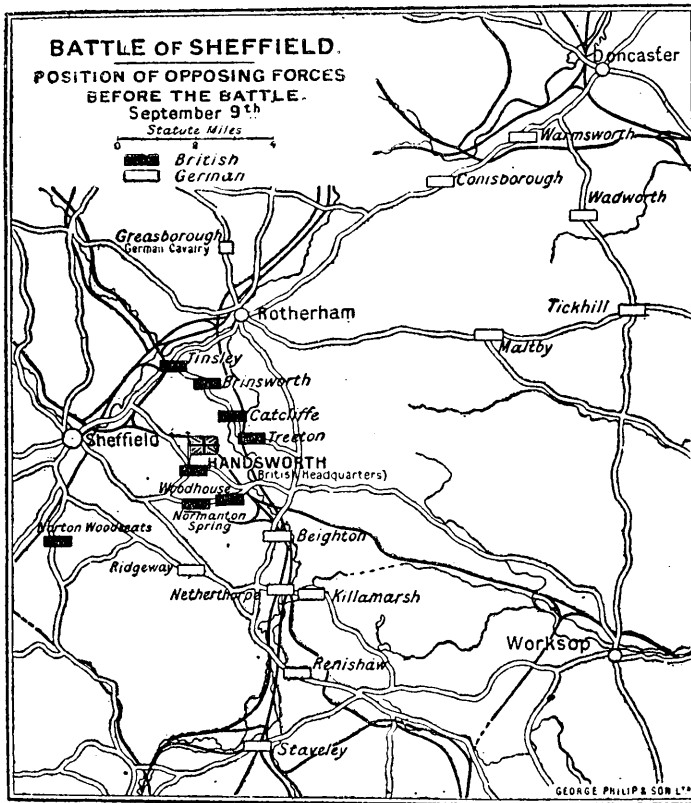 BATTLE OF SHEFFIELD.
POSITION OF OPPOSING FORCES
BEFORE THE BATTLE.
September 9th
Statute Miles
0 2 4
British
German
Doncaster
Warmsworth
Conisborough
Wadworth
Greasborough
German Cavalry
Rotherham
Tickhill
Maltby
Tinsley
Brinsworth
Catcliffe
Treeton
Sheffield
HANDSWORTH
(British Headquarters)
Woodhouse
Normanton
Spring
Norton Woodseats
Beighton
Ridgeway
Netherthorpe
Killamarsh
Worksop
Renishaw
Staveley
GEORGE PHILIP & SON LTD